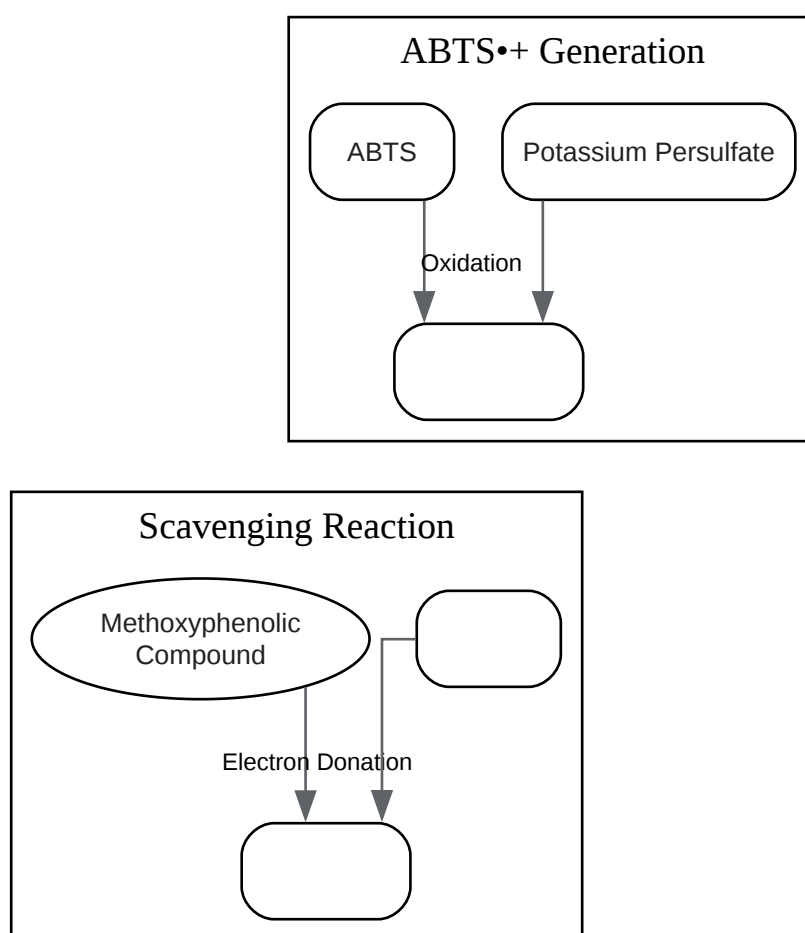 ABTS•+ Generation
ABTS
Potassium Persulfate
Oxidation
Scavenging Reaction
Methoxyphenolic
Compound
Electron Donation